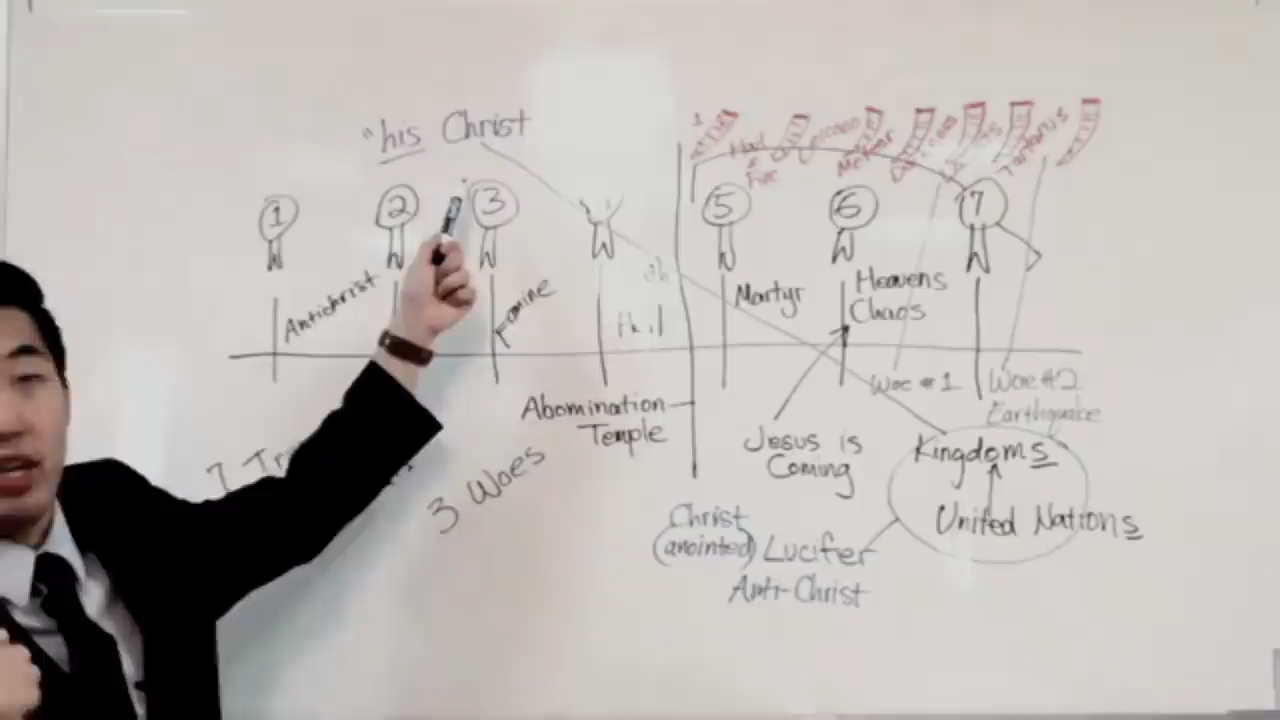 "his Christ
1
Hail
&
Fire
Meteor
1
2
3
5
6
7
Antichrist
Famine
Martyr
Heavens
Chaos
Woe #1
Woe #2
Earthquake
Abomination
Temple
Jesus is
Coming
Kingdoms
United Nations
7
3 Woes
Christ
(anointed)
Lucifer
Anti-Christ